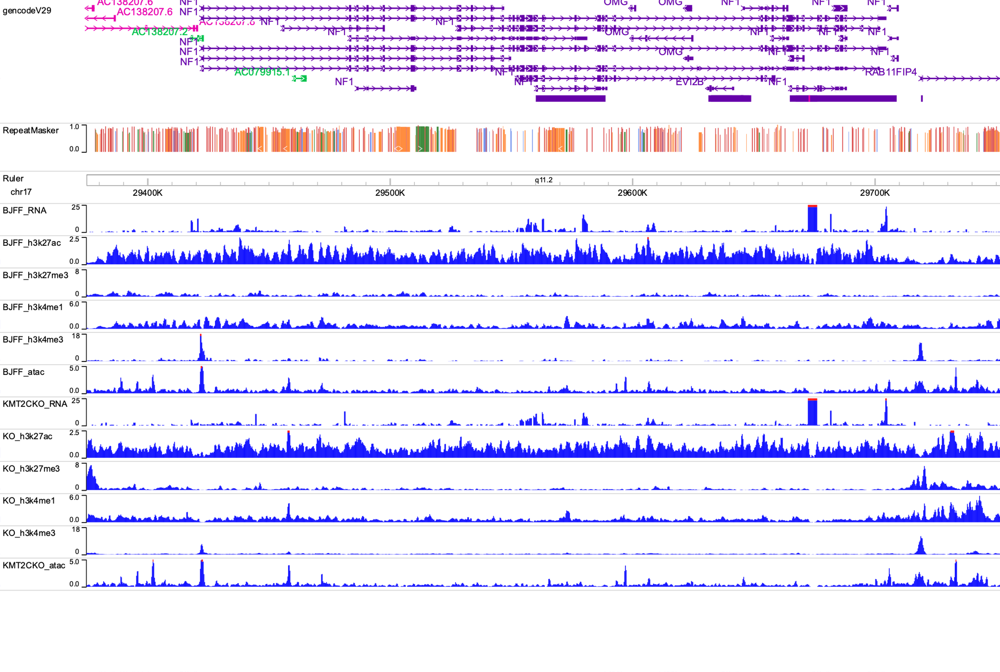 AC138207.6 NF1 OMG OMG NF1 NF1 NF1
gencodeV29
AC138207.6 NF1
AC138207.8 NF1 NF1
AC138207.2 NF1 OMG NF1 NF1 NF1
NF1
NF1 OMG NF1 NF1
NF1
AC079915.1 NF1 RAB11FIP4
NF1 NF1 EVI2B NF1
RepeatMasker 1.0
0.0
Ruler q11.2
chr17 29400K 29500K 29600K 29700K
BJFF_RNA 25
0
BJFF_h3k27ac 2.5
0.0
BJFF_h3k27me3 8
0
BJFF_h3k4me1 6.0
0.0
BJFF_h3k4me3 18
0
BJFF_atac 5.0
0.0
KMT2CKO_RNA 25
0
KO_h3k27ac 2.5
0.0
KO_h3k27me3 8
0
KO_h3k4me1 6.0
0.0
KO_h3k4me3 18
0
KMT2CKO_atac 5.0
0.0